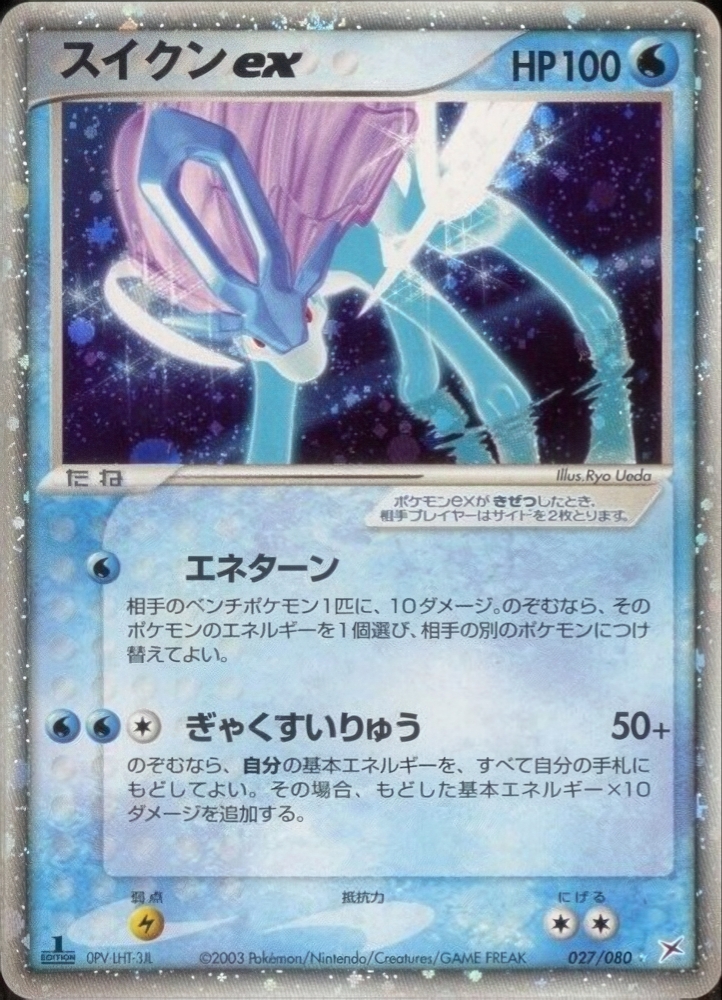 スイクンex HP100
たね
Illus.Ryo Ueda
ポケモンexが きぜつしたとき、
相手プレイヤーはサイドを2枚とります。
エネターン
相手のベンチポケモン1匹に、10ダメージ。のぞむなら、その
ポケモンのエネルギーを1個選び、相手の別のポケモンにつけ
替えてよい。
ぎゃくすいりゅう 50+
のぞむなら、自分の基本エネルギーを、すべて自分の手札に
もどしてよい。その場合、もどした基本エネルギー×10
ダメージを追加する。
弱点 抵抗力 にげる
1 EDITION 0PV-LHT-3JL ©2003 Pokémon/Nintendo/Creatures/GAME FREAK 027/080